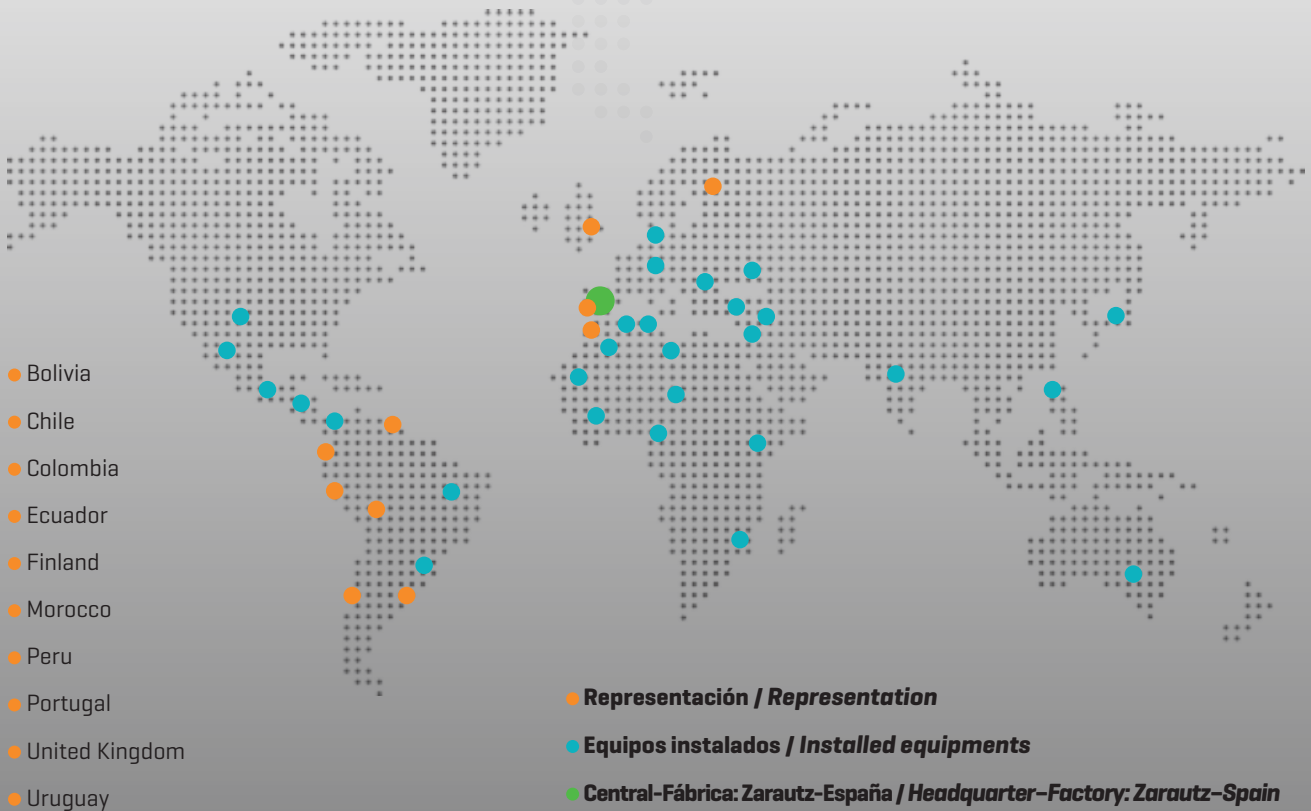 Bolivia
Chile
Colombia
Ecuador
Finland
Morocco
Peru
Portugal
United Kingdom
Uruguay
Representación / Representation
Equipos instalados / Installed equipments
Central-Fábrica: Zarautz-España / Headquarter-Factory: Zarautz-Spain